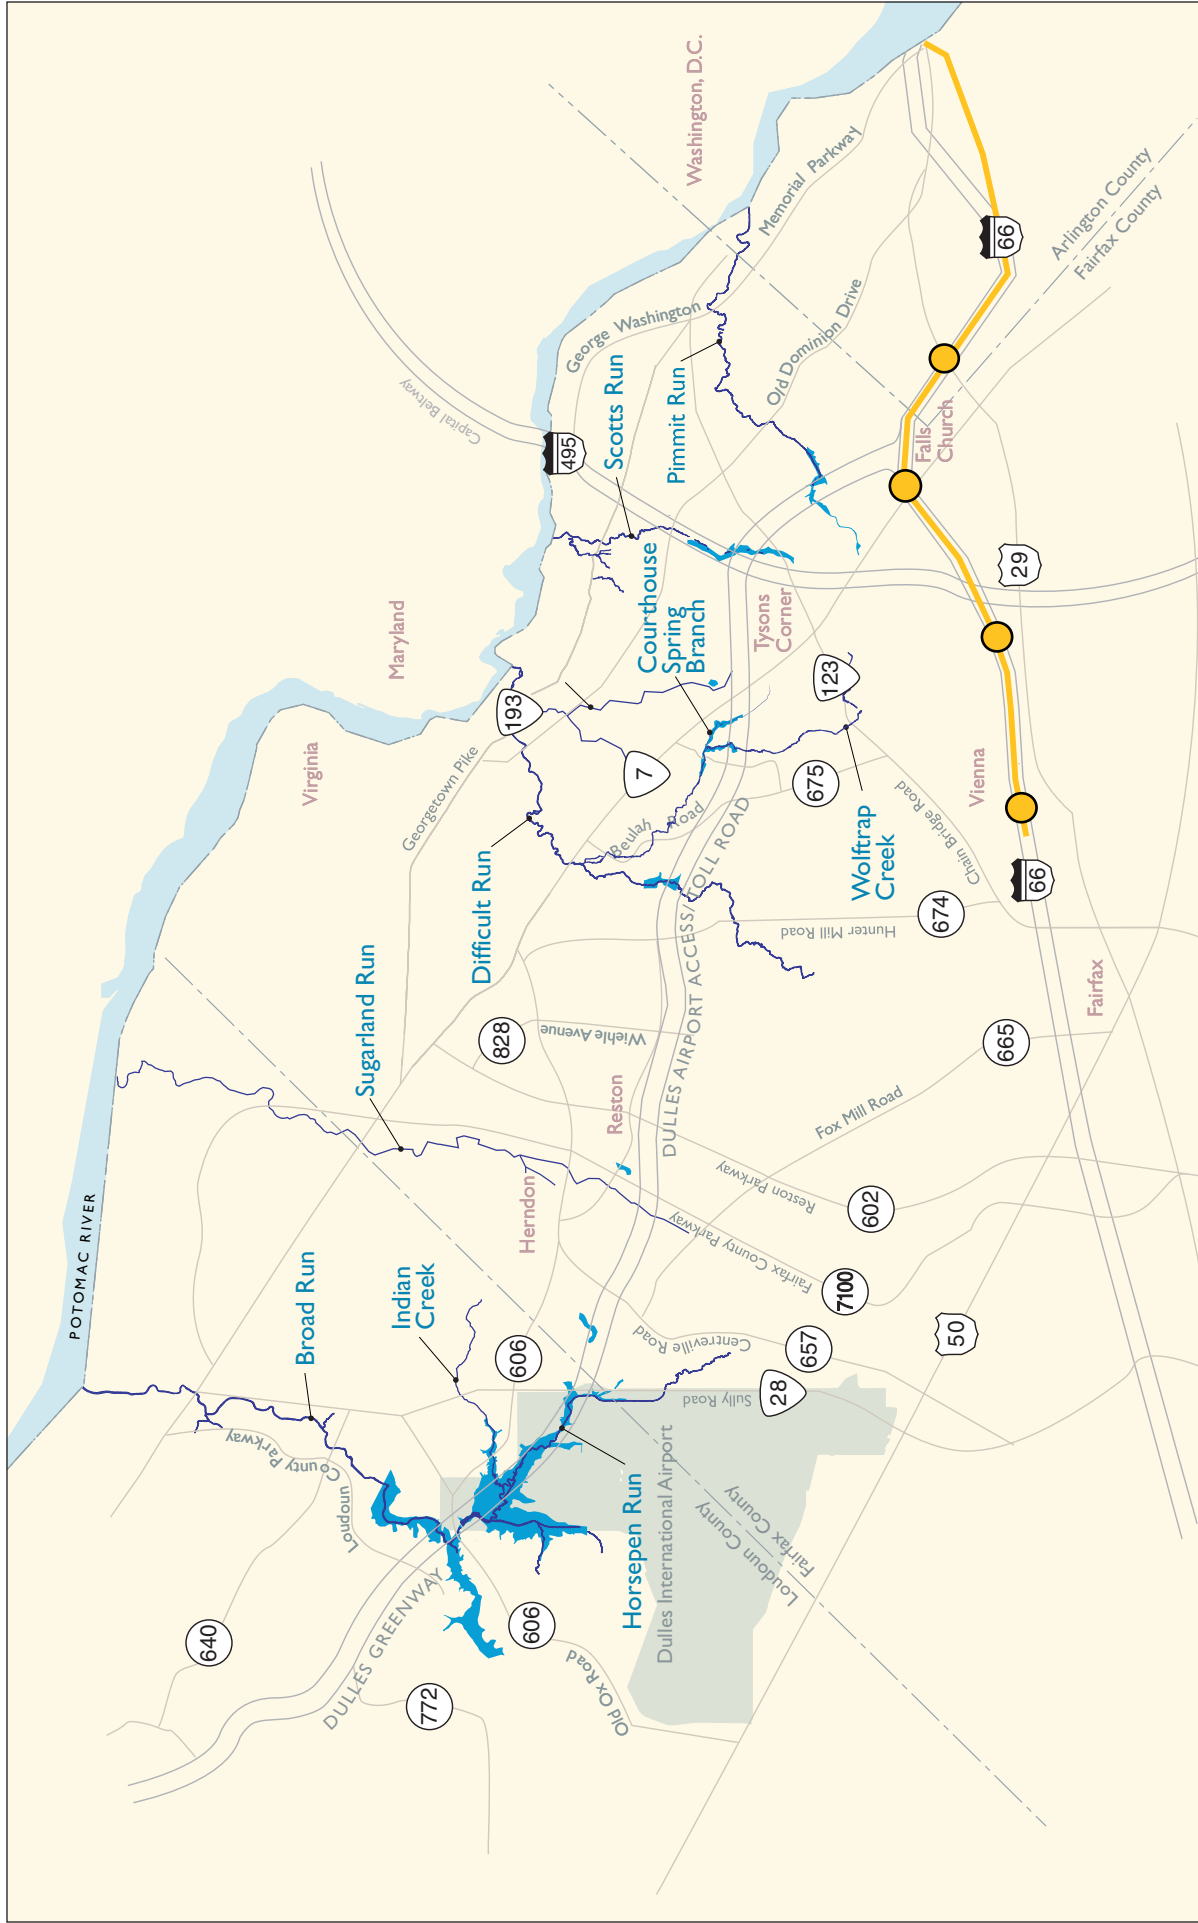 POTOMAC RIVER
Broad Run
Sugarland Run
Indian
Creek
Difficult Run
Horsepen Run
Scotts Run
Pimmit Run
Courthouse
Spring
Branch
Wolftrap
Creek
Virginia
Maryland
Washington, D.C.
Herndon
Reston
Tysons
Corner
Falls
Church
Vienna
Fairfax
Capital Beltway
George Washington
Memorial Parkway
Old Dominion Drive
Arlington County
Fairfax County
Georgetown Pike
Beulah Road
DULLES AIRPORT ACCESS/TOLL ROAD
Chain Bridge Road
Hunter Mill Road
Wiehle Avenue
Fox Mill Road
Reston Parkway
Fairfax County Parkway
Centreville Road
Sully Road
Loudoun County Parkway
DULLES GREENWAY
Old Ox Road
Dulles International Airport
Loudoun County
Fairfax County
640
772
606
606
28
657
7100
602
50
665
828
674
675
7
193
123
29
495
66
66